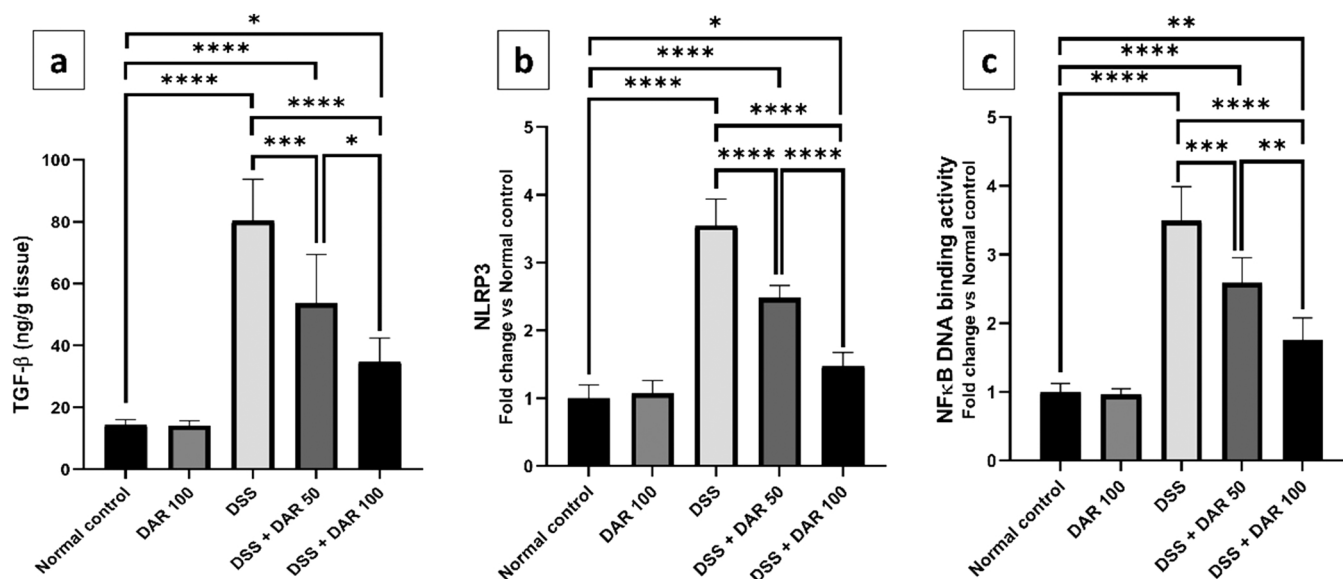 a
*
****
****
****
***
*
TGF-β (ng/g tissue)
100
80
60
40
20
0
Normal control
DAR 100
DSS
DSS + DAR 50
DSS + DAR 100
b
*
****
****
****
****
****
NLRP3
Fold change vs Normal control
5
4
3
2
1
0
Normal control
DAR 100
DSS
DSS + DAR 50
DSS + DAR 100
c
**
****
****
****
***
**
NFκB DNA binding activity
Fold change vs Normal control
5
4
3
2
1
0
Normal control
DAR 100
DSS
DSS + DAR 50
DSS + DAR 100